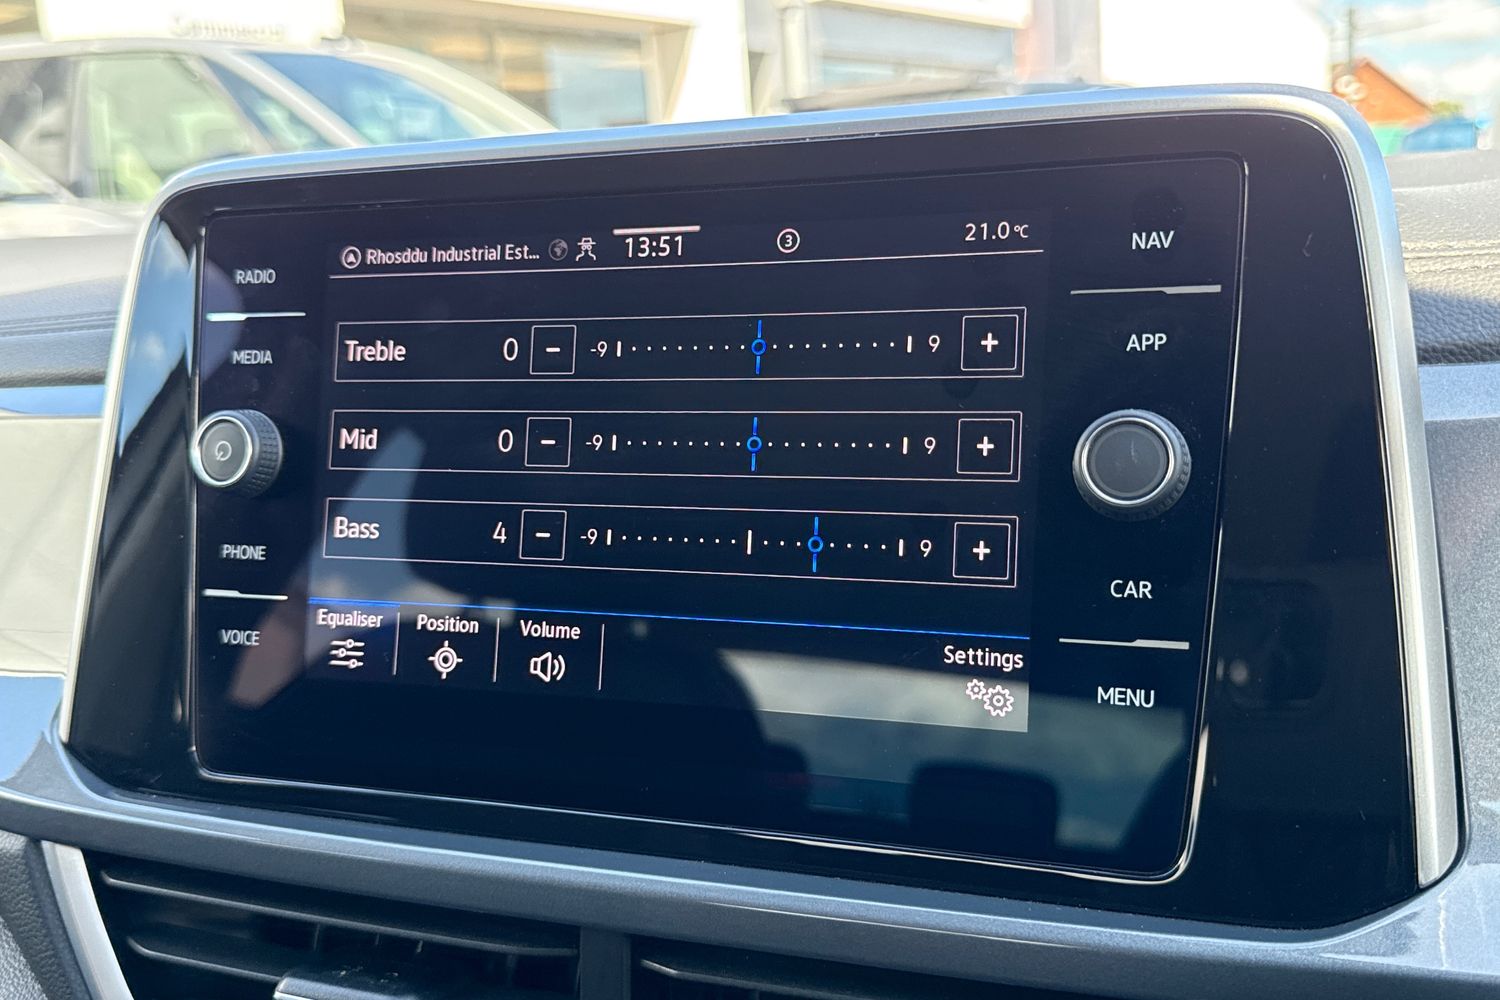 Rhosddu Industrial Est... 13:51 3 21.0°C
RADIO
MEDIA
PHONE
VOICE
Treble 0 - -9 9 +
Mid 0 - -9 9 +
Bass 4 - -9 9 +
Equaliser Position Volume
Settings
NAV
APP
CAR
MENU